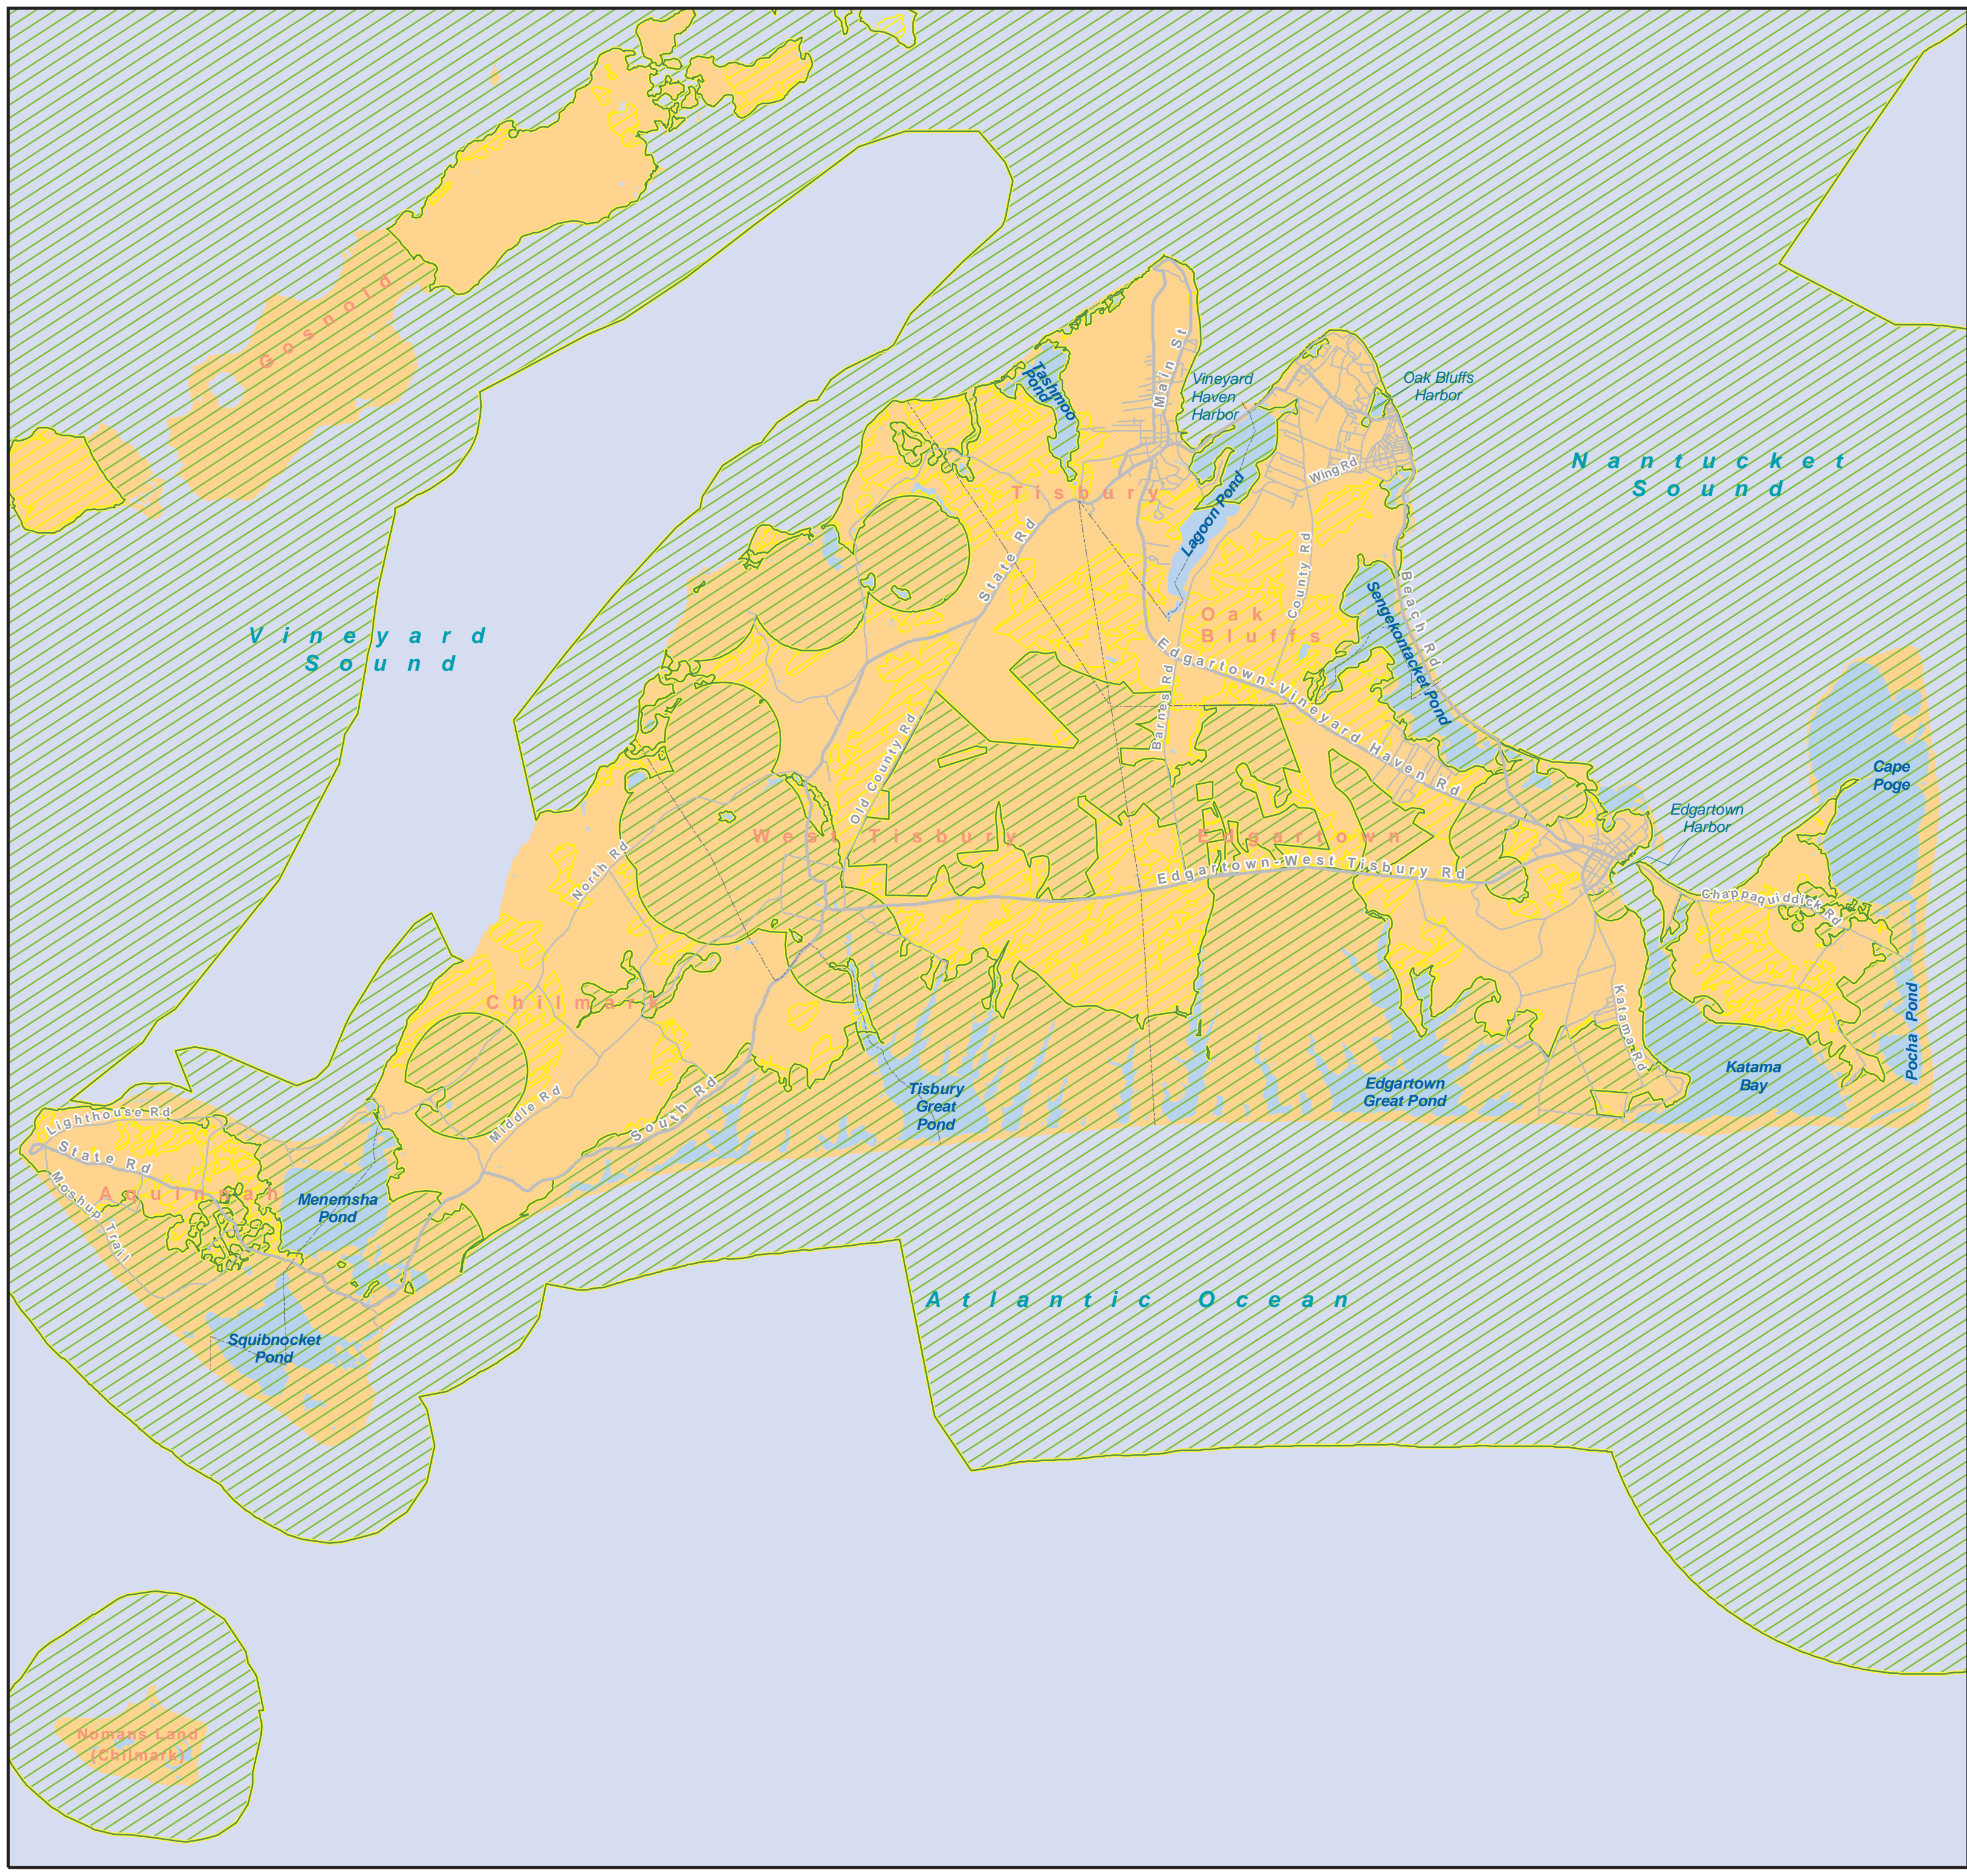 Gosnold
Main St
Tashmoo
Pond
Vineyard
Haven
Harbor
Oak Bluffs
Harbor
Nantucket
Sound
Wing Rd
Tisbury
Lagoon Pond
State Rd
County Rd
Oak
Bluffs
Beach Rd
Sengekontacket Pond
Vineyard
Sound
Edgartown-Vineyard Haven Rd
Barnes Rd
Old County Rd
Cape
Poge
Edgartown
Harbor
West Tisbury
Edgartown
North Rd
Edgartown-West Tisbury Rd
Chappaquiddick Rd
Chilmark
Katama Rd
Pocha Pond
Katama
Bay
Tisbury
Great
Pond
Edgartown
Great Pond
Middle Rd
South Rd
Lighthouse Rd
State Rd
Moshup Trail
Aquinnah
Menemsha
Pond
Atlantic Ocean
Squibnocket
Pond
Nomans Land
(Chilmark)